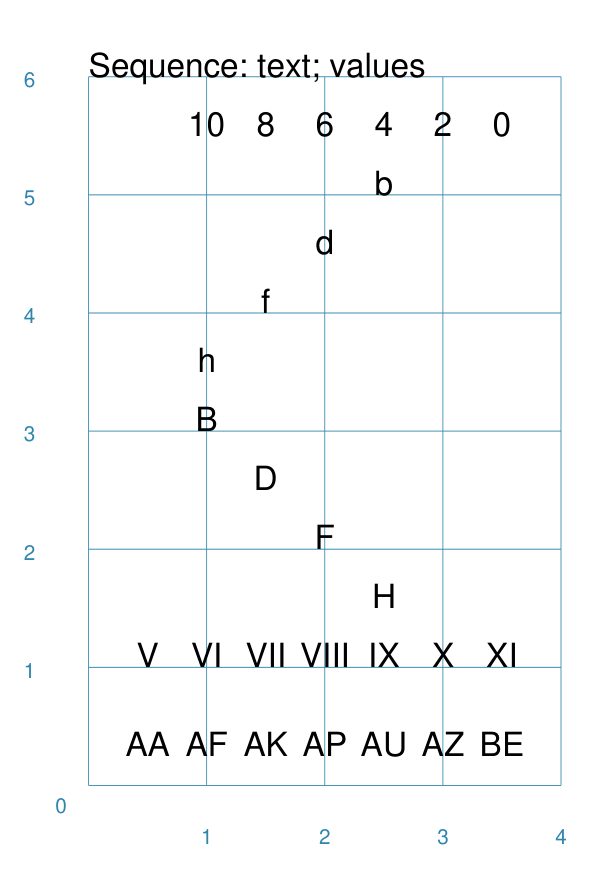 Sequence: text; values
6
10 8 6 4 2 0
b
5
d
f
4
h
B
3
D
F
2
H
V VI VII VIII IX X XI
1
AA AF AK AP AU AZ BE
0
1 2 3 4